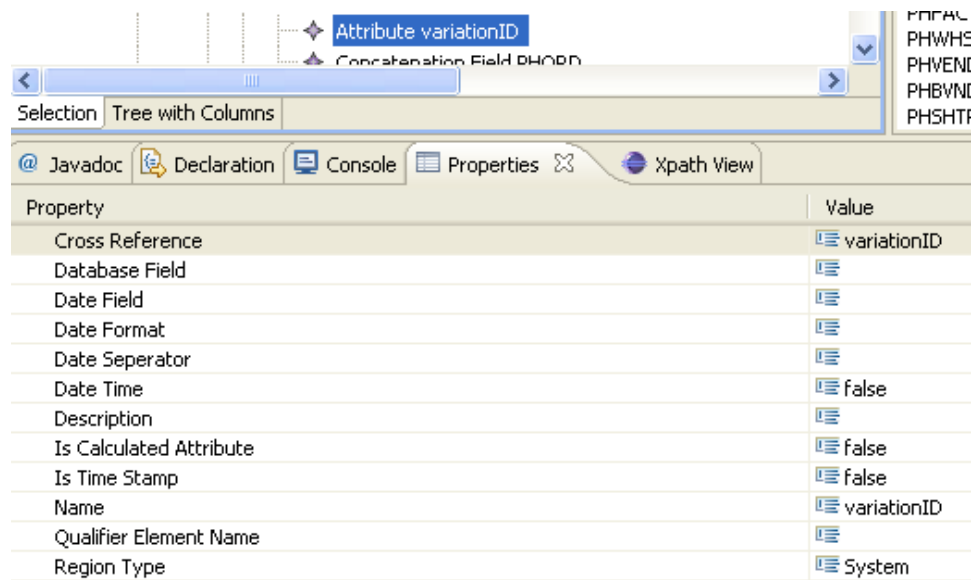 Attribute variationID
Concatenation Field PHORD
Selection Tree with Columns
PHFAC
PHWHS
PHVEND
PHBVND
PHSHTP
@ Javadoc Declaration Console Properties Xpath View
Property Value
Cross Reference variationID
Database Field
Date Field
Date Format
Date Seperator
Date Time false
Description
Is Calculated Attribute false
Is Time Stamp false
Name variationID
Qualifier Element Name
Region Type System